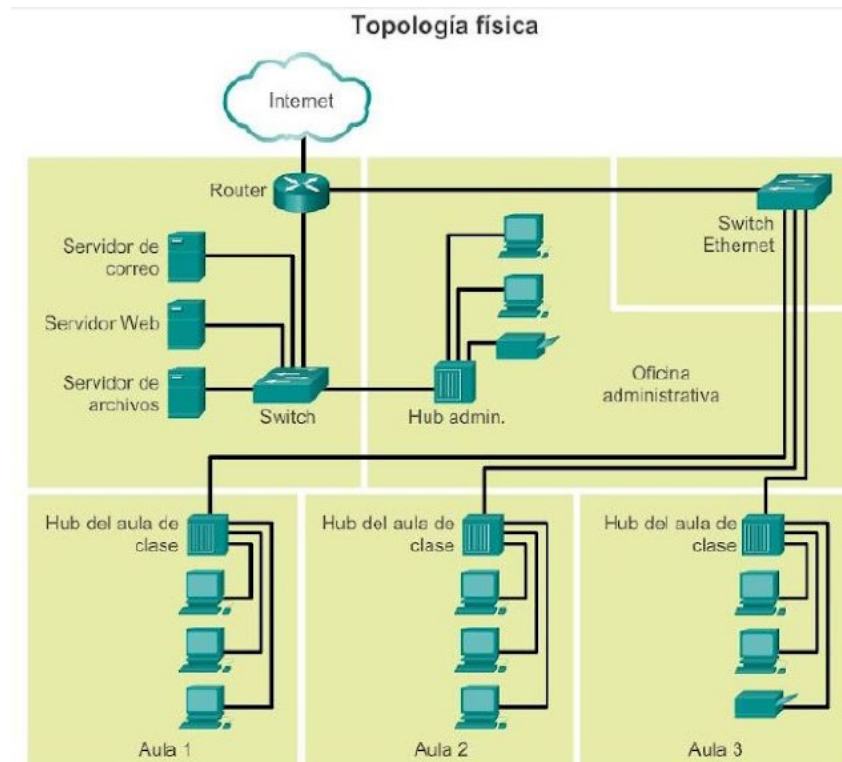 Topología física
Internet
Router
Switch
Ethernet
Servidor de
correo
Servidor Web
Servidor de
archivos
Switch
Hub admin.
Oficina
administrativa
Hub del aula de
clase
Hub del aula de
clase
Hub del aula de
clase
Aula 1
Aula 2
Aula 3